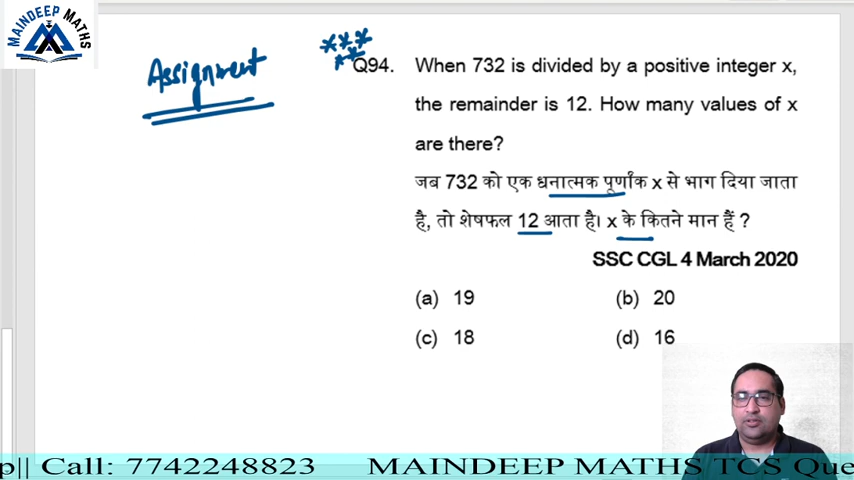 MAINDEEP MATHS
Assignment
Q94. When 732 is divided by a positive integer x,
the remainder is 12. How many values of x
are there?
जब 732 को एक धनात्मक पूर्णांक x से भाग दिया जाता
है, तो शेषफल 12 आता है। x के कितने मान हैं ?
SSC CGL 4 March 2020
(a) 19 (b) 20
(c) 18 (d) 16
p|| Call: 7742248823 MAINDEEP MATHS TCS Que